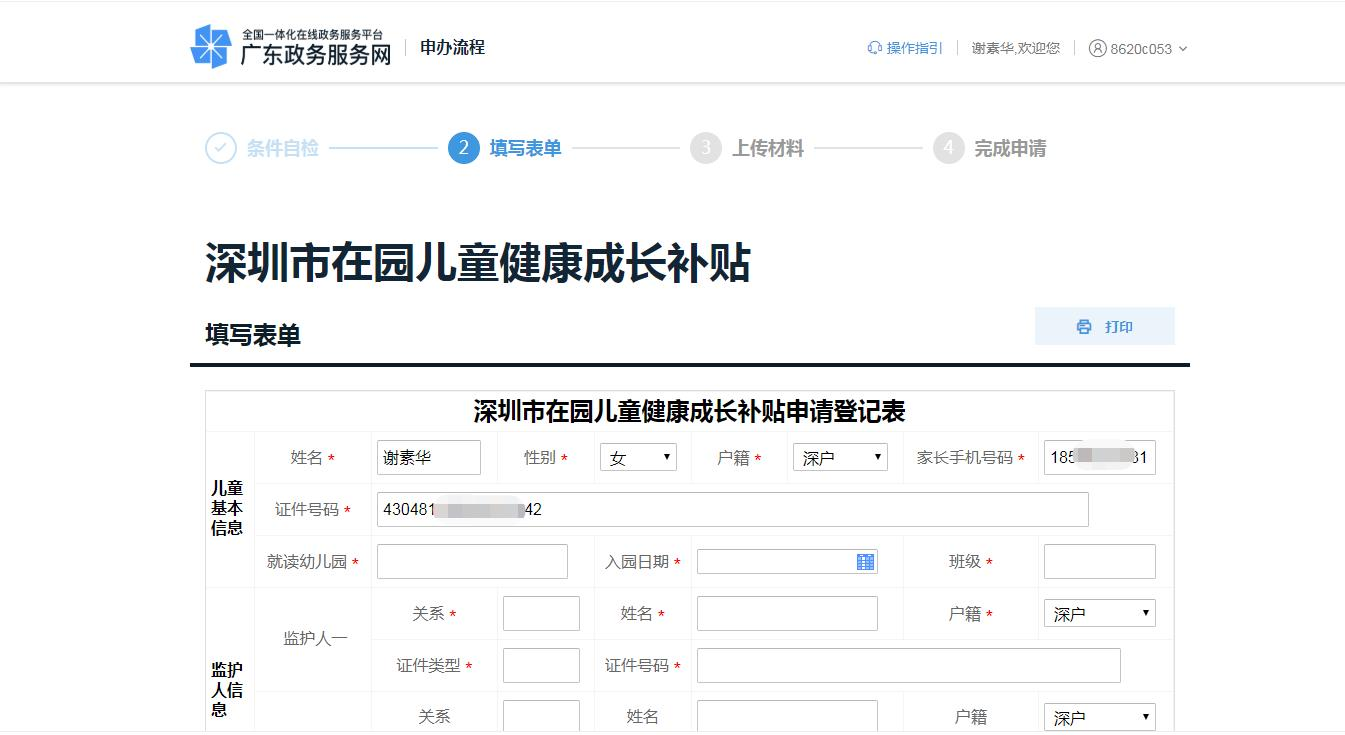 全国一体化在线政务服务平台
广东政务服务网 申办流程 操作指引 谢素华,欢迎您 8620c053
条件自检 2 填写表单 3 上传材料 4 完成申请
深圳市在园儿童健康成长补贴
填写表单 打印
深圳市在园儿童健康成长补贴申请登记表
儿童基本信息
姓名 * 谢素华 性别 * 女 户籍 * 深户 家长手机号码 * 185 31
证件号码 * 430481 42
就读幼儿园 * 入园日期 * 班级 *
监护人信息
监护人一
关系 * 姓名 * 户籍 * 深户
证件类型 * 证件号码 *
关系 姓名 户籍 深户